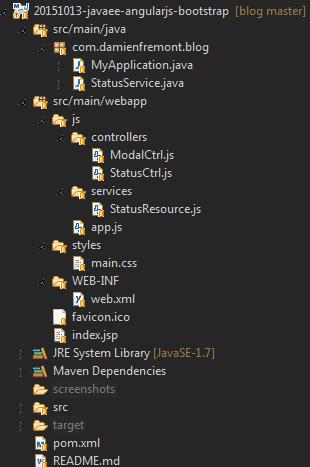 20151013-javaee-angularjs-bootstrap [blog master]
src/main/java
com.damienfremont.blog
MyApplication.java
StatusService.java
src/main/webapp
js
controllers
ModalCtrl.js
StatusCtrl.js
services
StatusResource.js
app.js
styles
main.css
WEB-INF
web.xml
favicon.ico
index.jsp
JRE System Library [JavaSE-1.7]
Maven Dependencies
screenshots
src
target
pom.xml
README.md